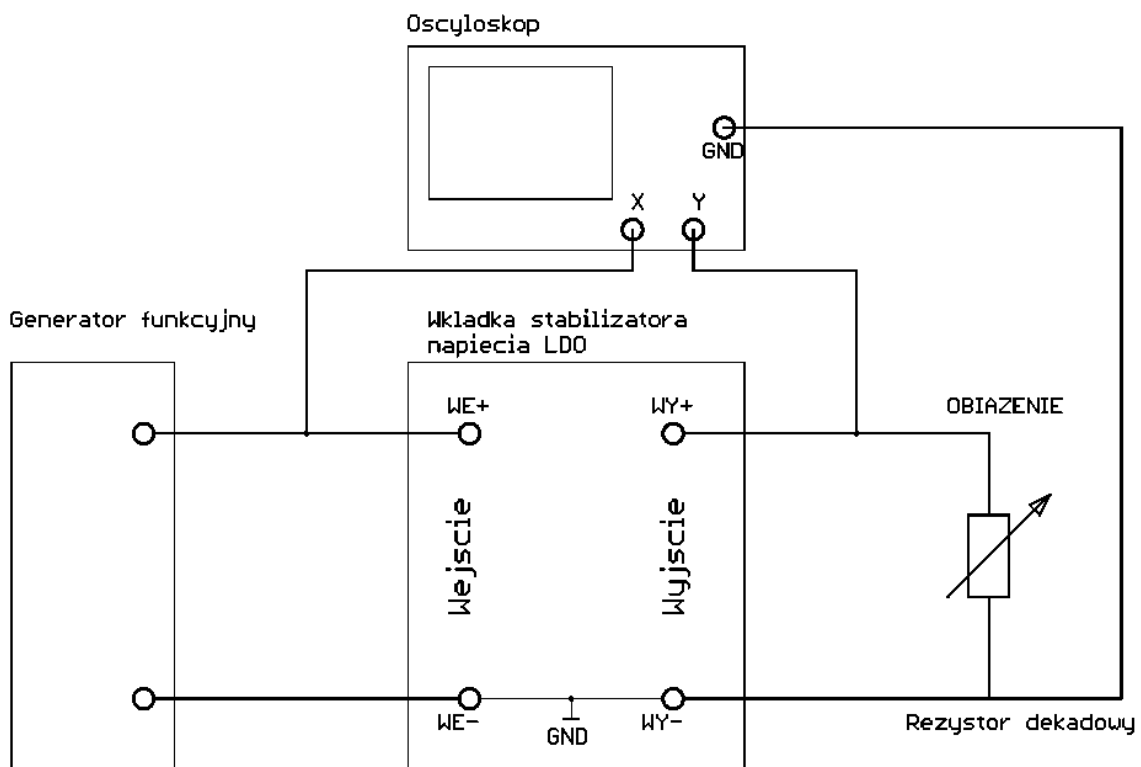 Oscyloskop
GND
X Y
Generator funkcyjny
Wkladka stabilizatora
napiecia LDO
WE+ WY+
OBIAZENIE
Wejscie
Wyjscie
WE- GND WY-
Rezystor dekadowy